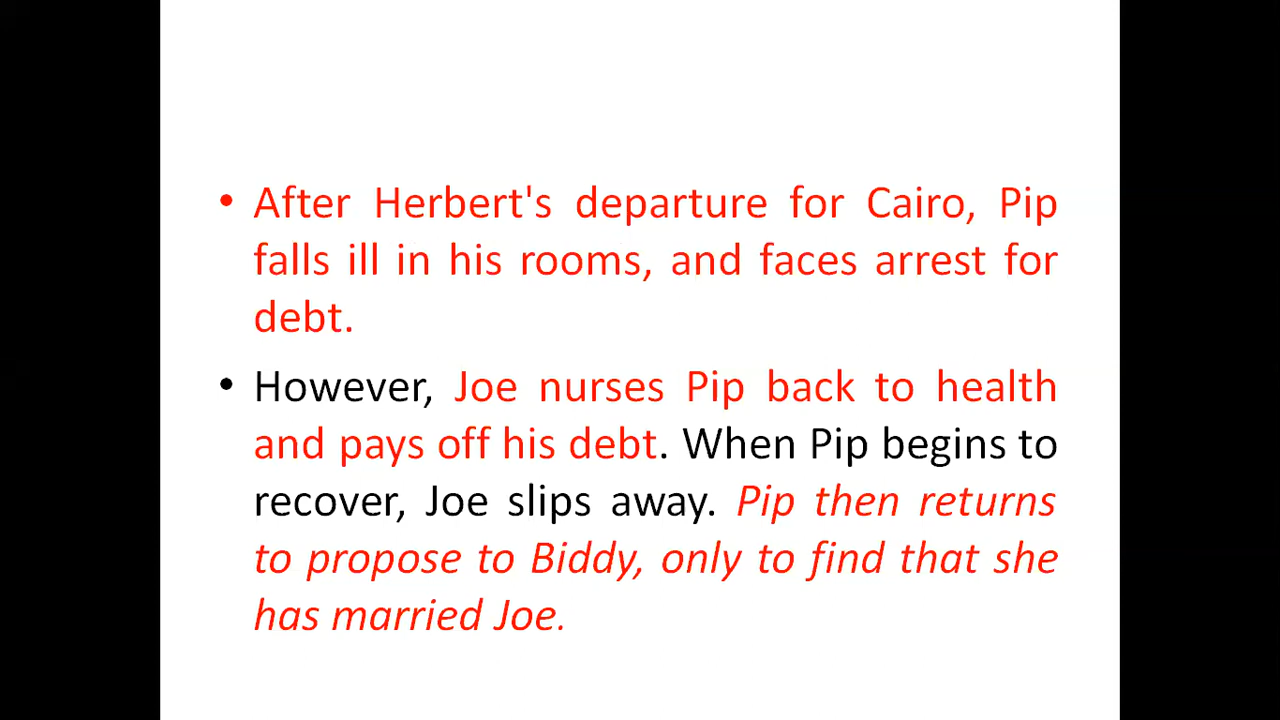 • After Herbert's departure for Cairo, Pip
falls ill in his rooms, and faces arrest for
debt.
• However, Joe nurses Pip back to health
and pays off his debt. When Pip begins to
recover, Joe slips away. Pip then returns
to propose to Biddy, only to find that she
has married Joe.